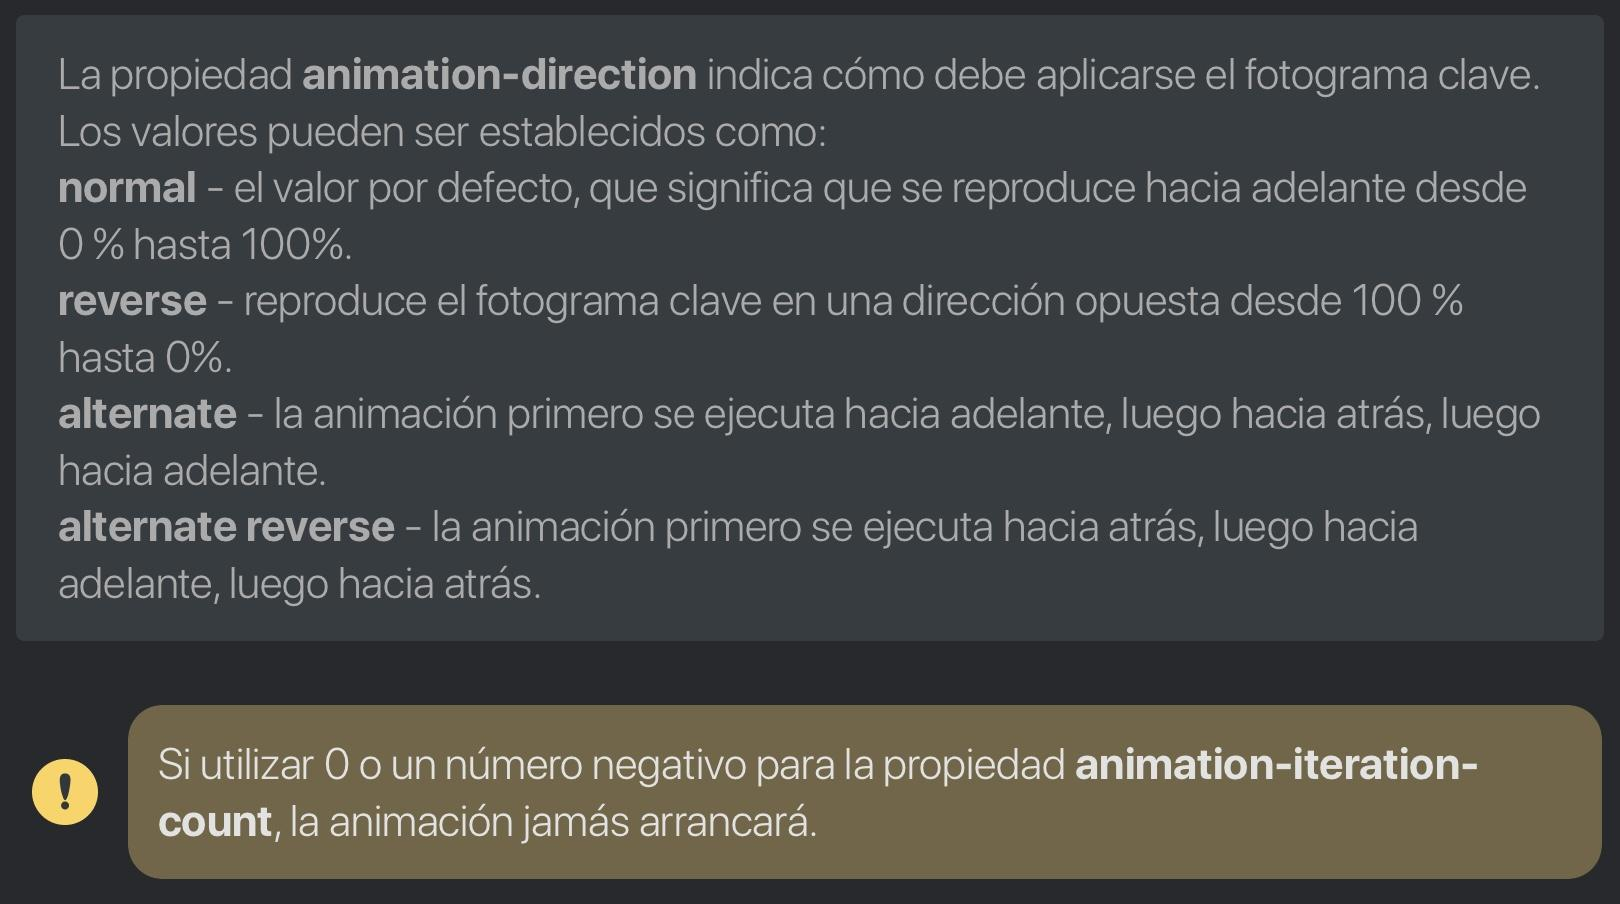 La propiedad animation-direction indica cómo debe aplicarse el fotograma clave.
Los valores pueden ser establecidos como:
normal - el valor por defecto, que significa que se reproduce hacia adelante desde
0 % hasta 100%.
reverse - reproduce el fotograma clave en una dirección opuesta desde 100 %
hasta 0%.
alternate - la animación primero se ejecuta hacia adelante, luego hacia atrás, luego
hacia adelante.
alternate reverse - la animación primero se ejecuta hacia atrás, luego hacia
adelante, luego hacia atrás.
Si utilizar 0 o un número negativo para la propiedad animation-iteration-
count, la animación jamás arrancará.